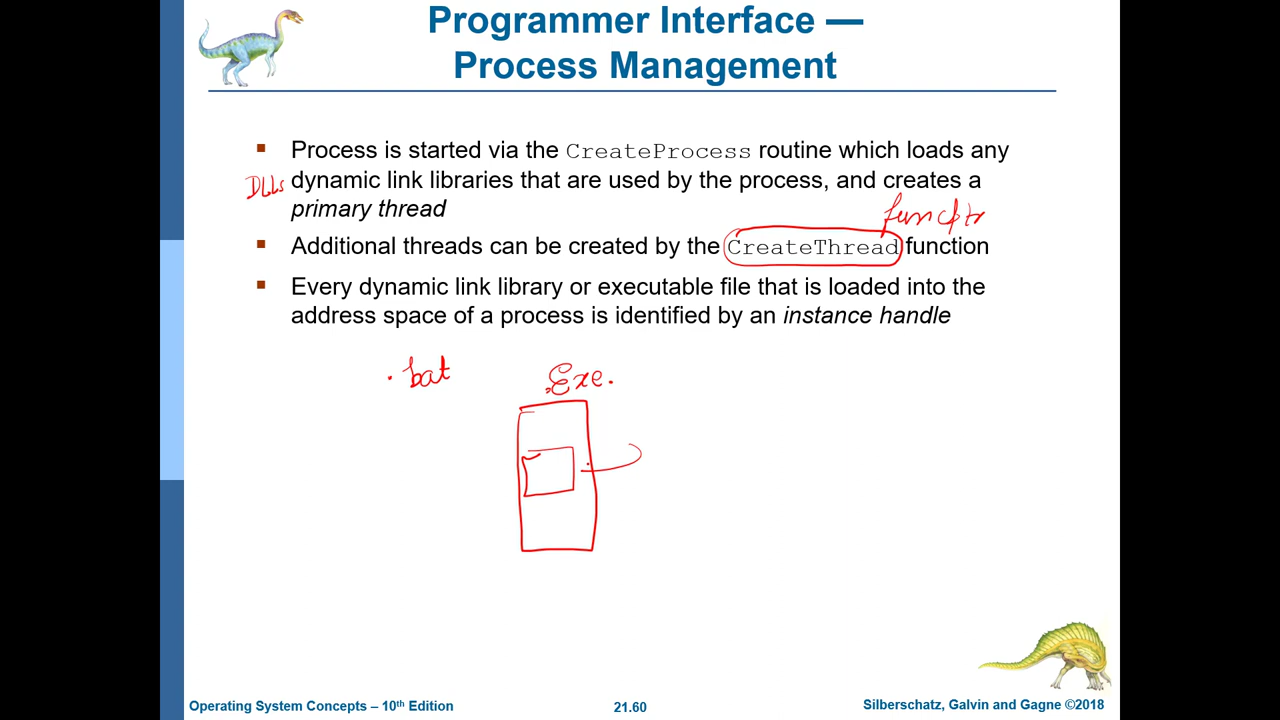 Programmer Interface —
Process Management
▪ Process is started via the CreateProcess routine which loads any
DLLs dynamic link libraries that are used by the process, and creates a
primary thread
func ptr
▪ Additional threads can be created by the CreateThread function
▪ Every dynamic link library or executable file that is loaded into the
address space of a process is identified by an instance handle
.bat .Exe.
Operating System Concepts – 10th Edition 21.60 Silberschatz, Galvin and Gagne ©2018